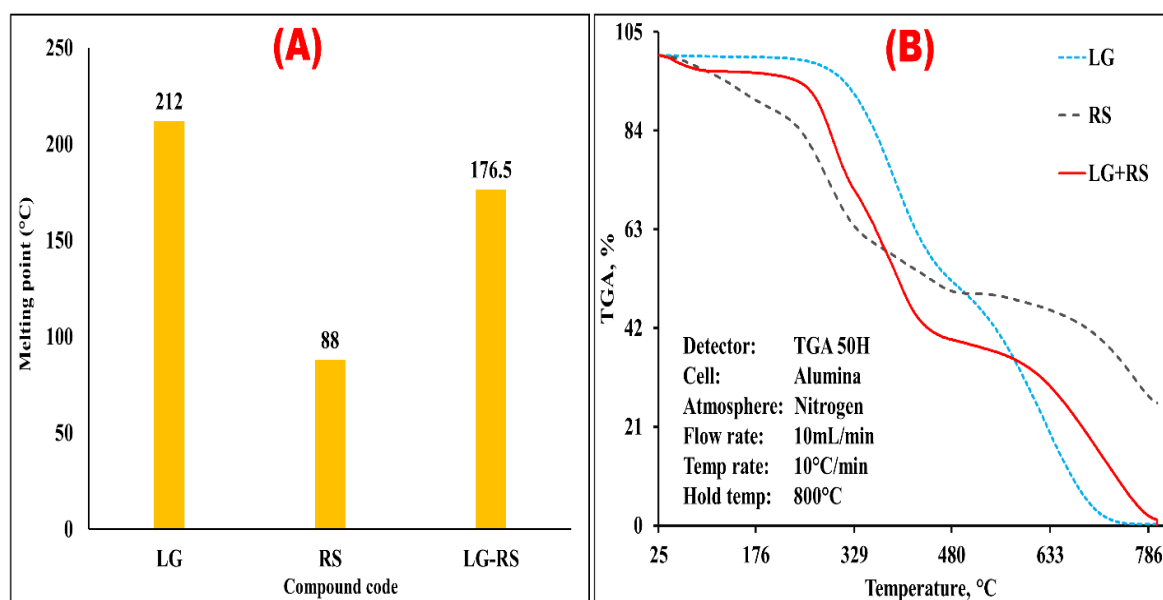 (A)
Melting point (°C)
250
200
150
100
50
0
212
88
176.5
LG
RS
LG-RS
Compound code
(B)
TGA, %
105
84
63
42
21
0
LG
RS
LG+RS
Detector: TGA 50H
Cell: Alumina
Atmosphere: Nitrogen
Flow rate: 10mL/min
Temp rate: 10°C/min
Hold temp: 800°C
25 176 329 480 633 786
Temperature, °C